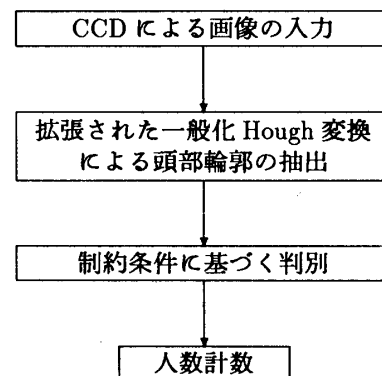 CCD による画像の入力
拡張された一般化 Hough 変換
による頭部輪郭の抽出
制約条件に基づく判別
人数計数